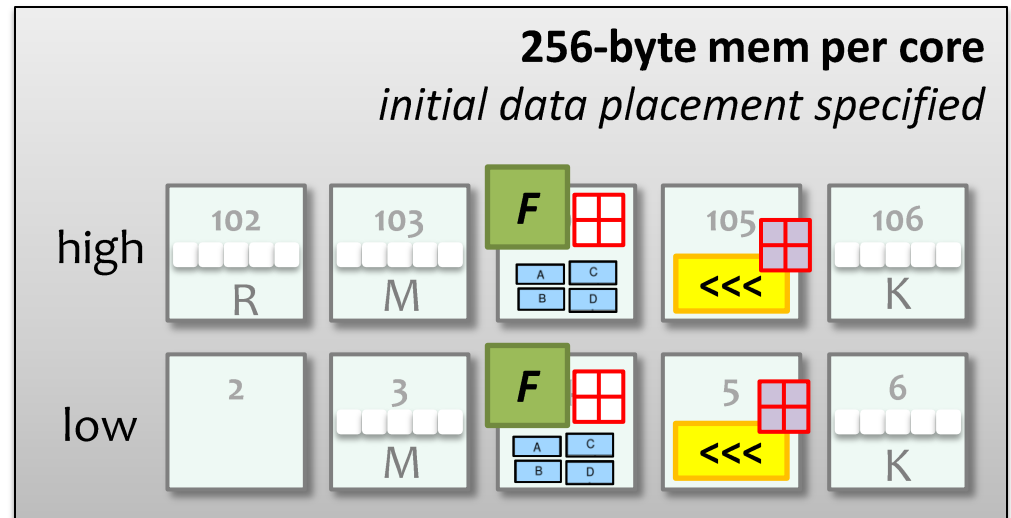 256-byte mem per core
initial data placement specified
high
102
103
F
105
106
R
M
A
C
B
D
<<<
K
low
2
3
F
5
6
M
A
C
B
D
<<<
K